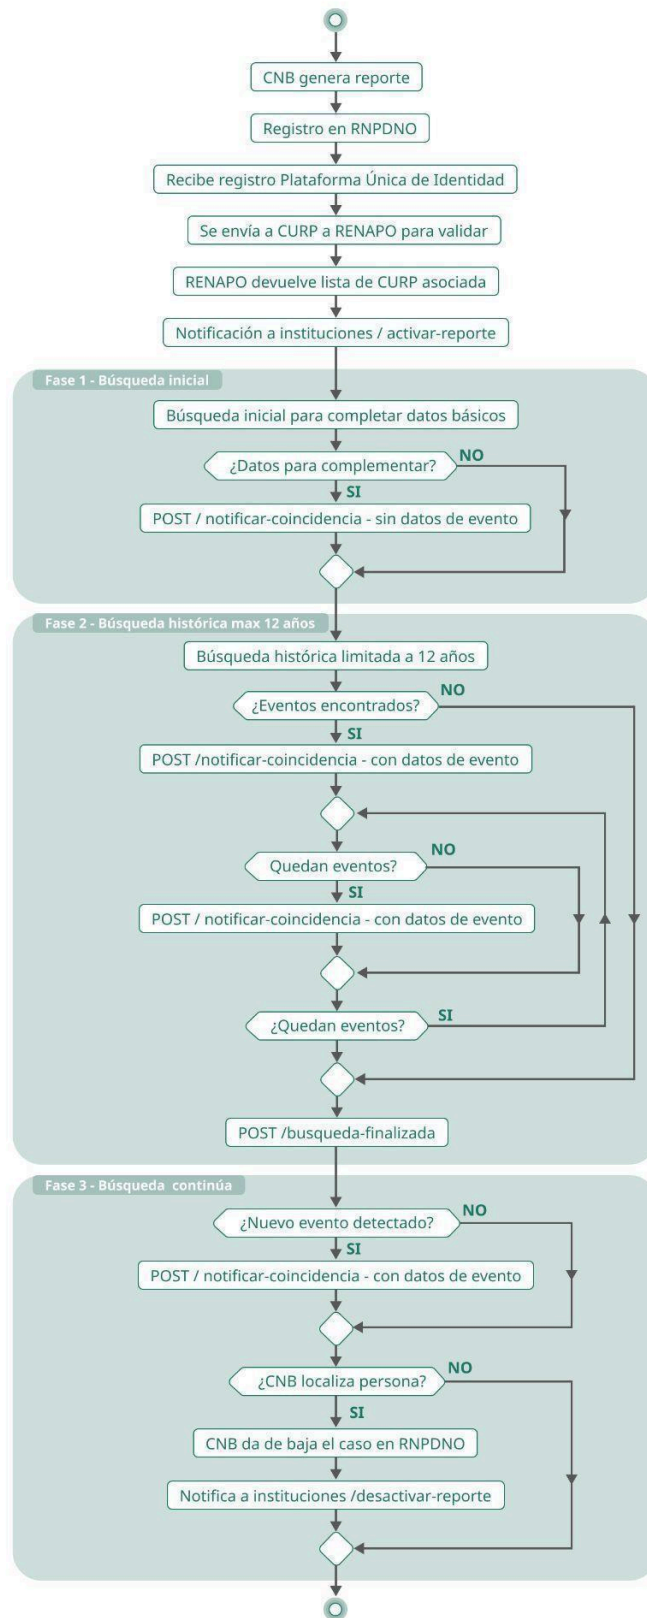 CNB genera reporte
Registro en RNPDNO
Recibe registro Plataforma Única de Identidad
Se envía a CURP a RENAPO para validar
RENAPO devuelve lista de CURP asociada
Notificación a instituciones / activar-reporte
Fase 1 - Búsqueda inicial
Búsqueda inicial para completar datos básicos
¿Datos para complementar?
NO
SI
POST / notificar-coincidencia - sin datos de evento
Fase 2 - Búsqueda histórica max 12 años
Búsqueda histórica limitada a 12 años
¿Eventos encontrados?
NO
SI
POST /notificar-coincidencia - con datos de evento
Quedan eventos?
NO
SI
POST / notificar-coincidencia - con datos de evento
¿Quedan eventos?
SI
POST /busqueda-finalizada
Fase 3 - Búsqueda continúa
¿Nuevo evento detectado?
NO
SI
POST / notificar-coincidencia - con datos de evento
¿CNB localiza persona?
NO
SI
CNB da de baja el caso en RNPDNO
Notifica a instituciones /desactivar-reporte